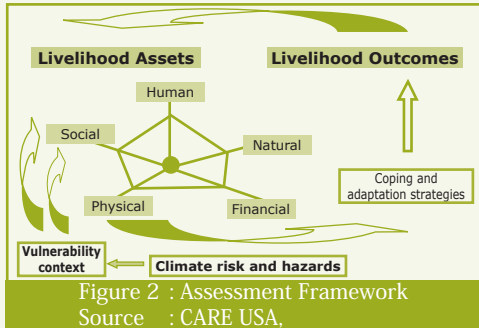 Livelihood Assets
Livelihood Outcomes
Human
Social
Natural
Physical
Financial
Coping and
adaptation strategies
Vulnerability
context
Climate risk and hazards
Figure 2 : Assessment Framework
Source : CARE USA,